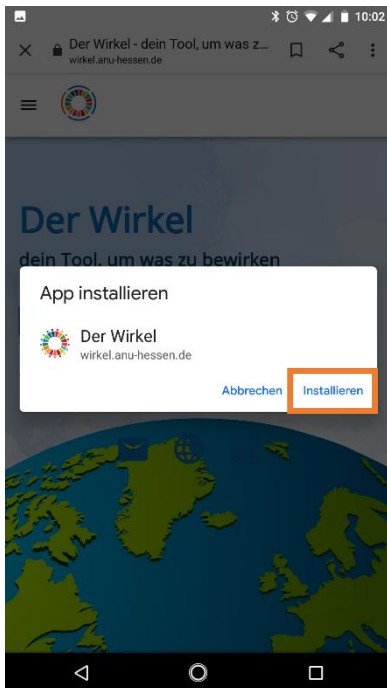 10:02
Der Wirkel - dein Tool, um was z...
wirkel.anu-hessen.de
Der Wirkel
dein Tool, um was zu bewirken
App installieren
Der Wirkel
wirkel.anu-hessen.de
Abbrechen Installieren